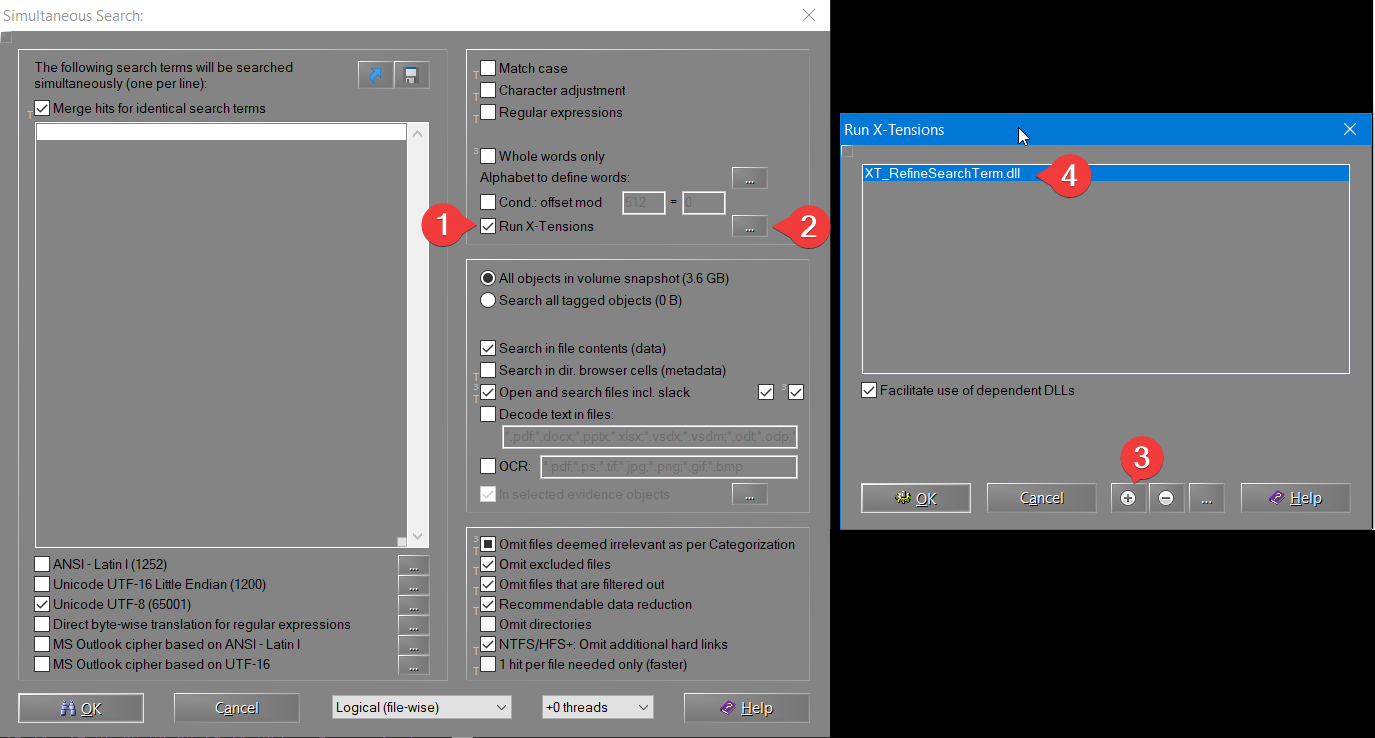 Simultaneous Search:
The following search terms will be searched
simultaneously (one per line):
Merge hits for identical search terms
ANSI - Latin I (1252)
...
Unicode UTF-16 Little Endian (1200)
...
Unicode UTF-8 (65001)
...
Direct byte-wise translation for regular expressions
...
MS Outlook cipher based on ANSI - Latin I
...
MS Outlook cipher based on UTF-16
...
Match case
Character adjustment
Regular expressions
Whole words only
Alphabet to define words:
...
Cond.: offset mod 512 = 0
1
Run X-Tensions
...
2
All objects in volume snapshot (3.6 GB)
Search all tagged objects (0 B)
Search in file contents (data)
Search in dir. browser cells (metadata)
Open and search files incl. slack
Decode text in files:
*.pdf;*.docx;*.pptx;*.xlsx;*.vsdx;*.vsdm;*.odt;*.odp;*
OCR: *.pdf;*.ps;*.tif;*.jpg;*.png;*.gif;*.bmp
In selected evidence objects
...
Omit files deemed irrelevant as per Categorization
Omit excluded files
Omit files that are filtered out
Recommendable data reduction
Omit directories
NTFS/HFS+: Omit additional hard links
1 hit per file needed only (faster)
OK
Cancel
Logical (file-wise)
+0 threads
Help
Run X-Tensions
XT_RefineSearchTerm.dll
4
Facilitate use of dependent DLLs
3
OK
Cancel
...
Help